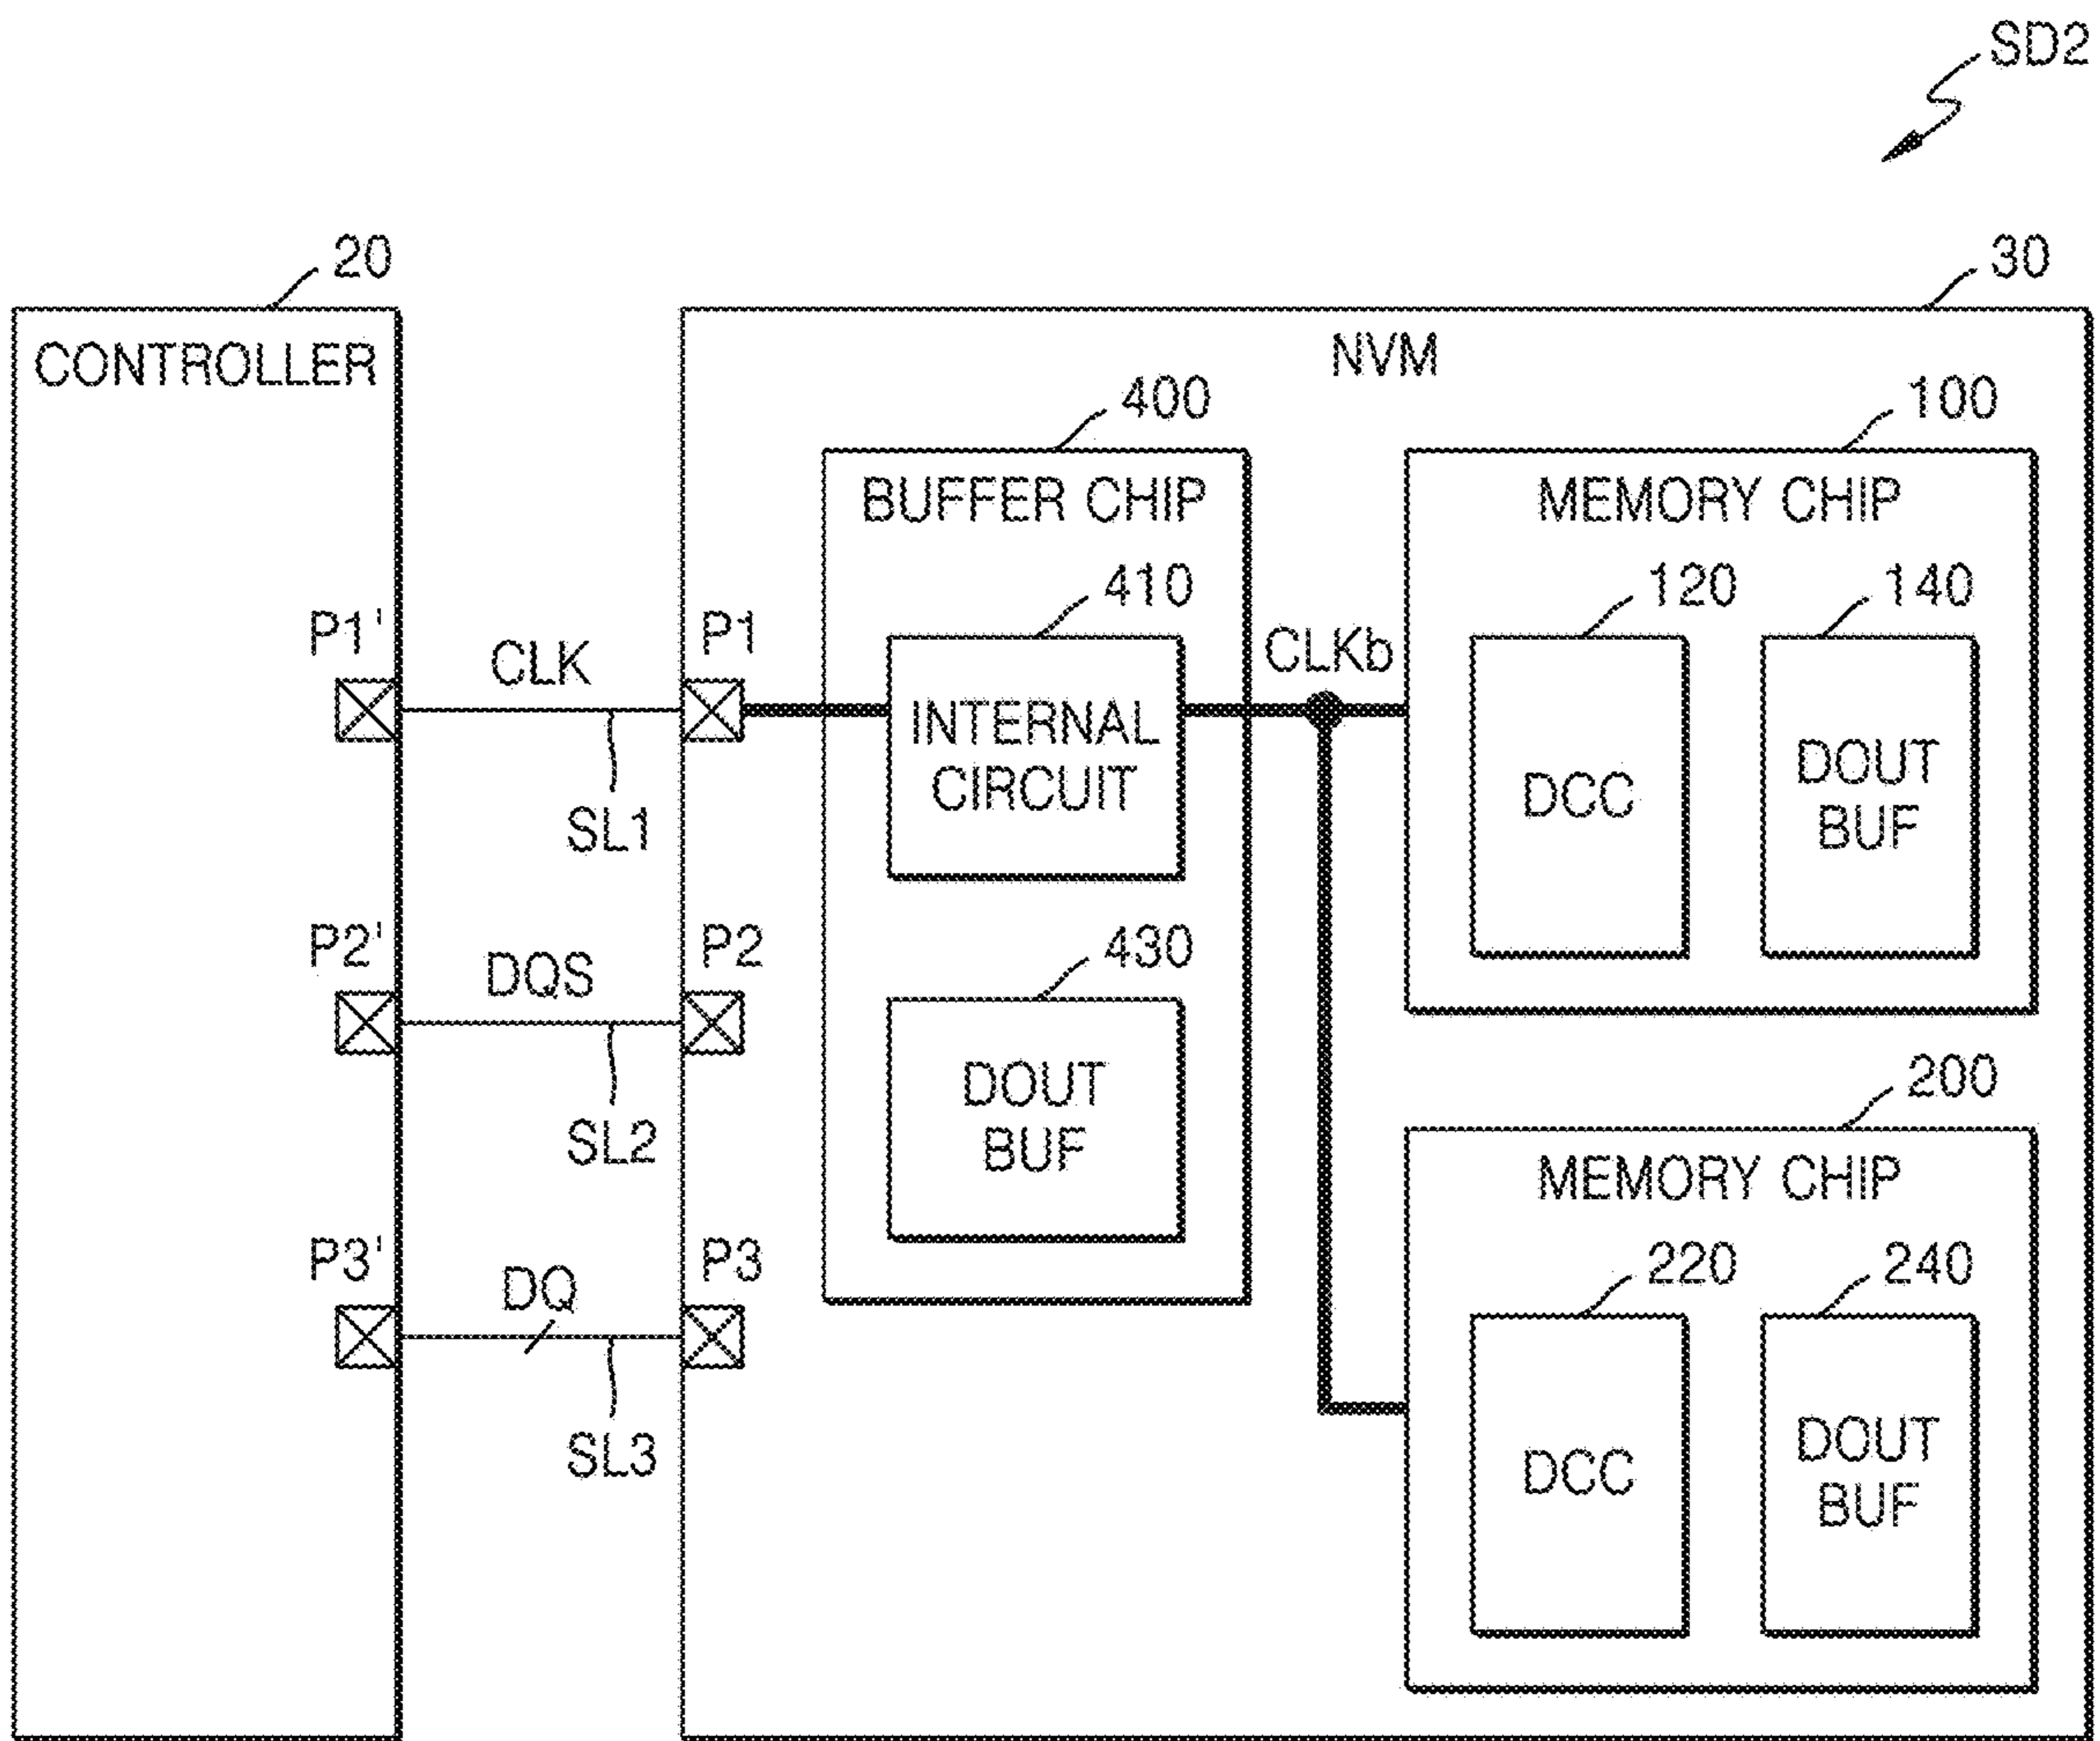 SD2
20
30
CONTROLLER
NVM
400
100
BUFFER CHIP
MEMORY CHIP
410
120
140
P1'
CLK
P1
CLKb
INTERNAL
CIRCUIT
DCC
DOUT
BUF
SL1
P2'
DQS
P2
430
DOUT
BUF
SL2
200
MEMORY CHIP
P3'
DQ
P3
220
240
SL3
DCC
DOUT
BUF